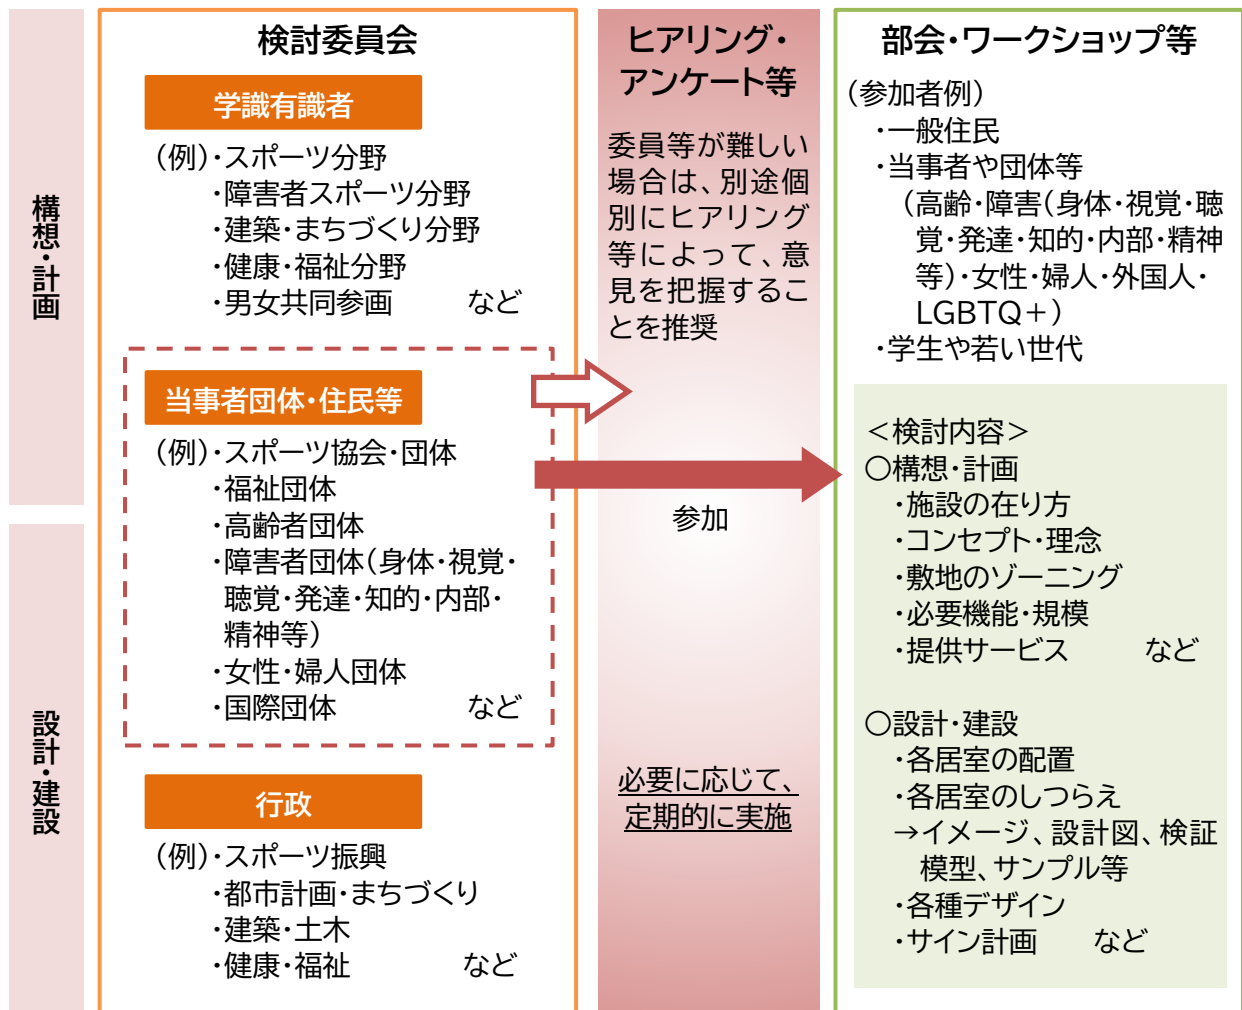 構想・計画
設計・建設
検討委員会
学識有識者
（例）・スポーツ分野
・障害者スポーツ分野
・建築・まちづくり分野
・健康・福祉分野
・男女共同参画　など
当事者団体・住民等
（例）・スポーツ協会・団体
・福祉団体
・高齢者団体
・障害者団体（身体・視覚・
聴覚・発達・知的・内部・
精神等）
・女性・婦人団体
・国際団体　など
行政
（例）・スポーツ振興
・都市計画・まちづくり
・建築・土木
・健康・福祉　など
ヒアリング・
アンケート等
委員等が難しい
場合は、別途個
別にヒアリング
等によって、意
見を把握するこ
とを推奨
参加
必要に応じて、
定期的に実施
部会・ワークショップ等
（参加者例）
・一般住民
・当事者や団体等
（高齢・障害（身体・視覚・聴
覚・発達・知的・内部・精神
等）・女性・婦人・外国人・
LGBTQ＋）
・学生や若い世代
＜検討内容＞
○構想・計画
・施設の在り方
・コンセプト・理念
・敷地のゾーニング
・必要機能・規模
・提供サービス　など
○設計・建設
・各居室の配置
・各居室のしつらえ
→イメージ、設計図、検証
模型、サンプル等
・各種デザイン
・サイン計画　など